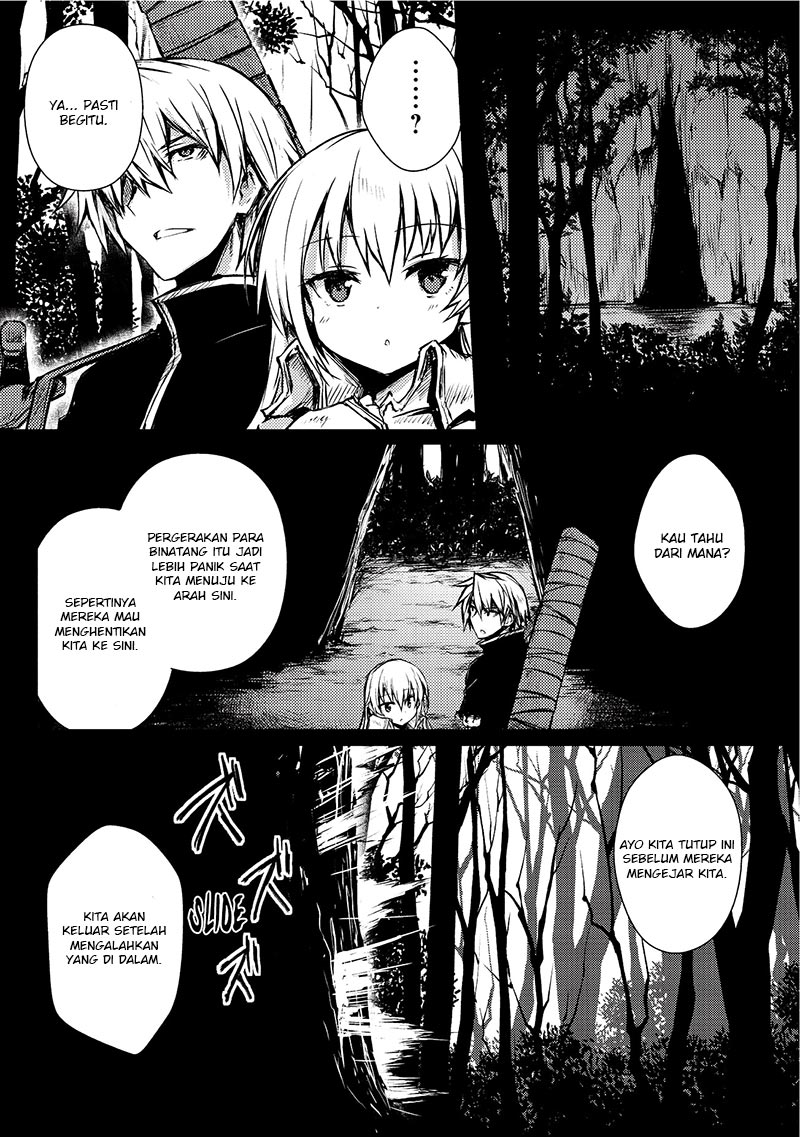 ......?
YA... PASTI
BEGITU.
KAU TAHU
DARI MANA?
PERGERAKAN PARA
BINATANG ITU JADI
LEBIH PANIK SAAT
KITA MENUJU KE
ARAH SINI.
SEPERTINYA
MEREKA MAU
MENGHENTIKAN
KITA KE SINI.
AYO KITA TUTUP INI
SEBELUM MEREKA
MENGEJAR KITA.
ズズズ
SLIDE
KITA AKAN
KELUAR SETELAH
MENGALAHKAN
YANG DI DALAM.